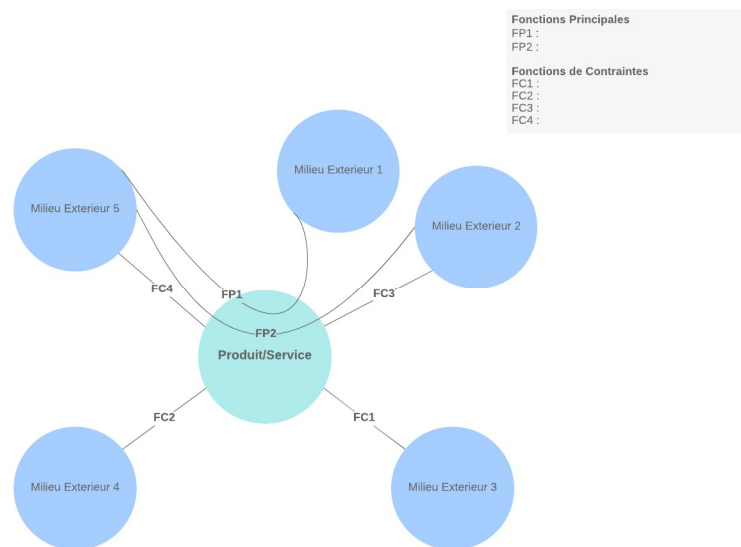 Fonctions Principales
FP1 :
FP2 :
Fonctions de Contraintes
FC1 :
FC2 :
FC3 :
FC4 :
Milieu Exterieur 1
Milieu Exterieur 5
Milieu Exterieur 2
FC4
FP1
FC3
FP2
Produit/Service
FC2
FC1
Milieu Exterieur 4
Milieu Exterieur 3